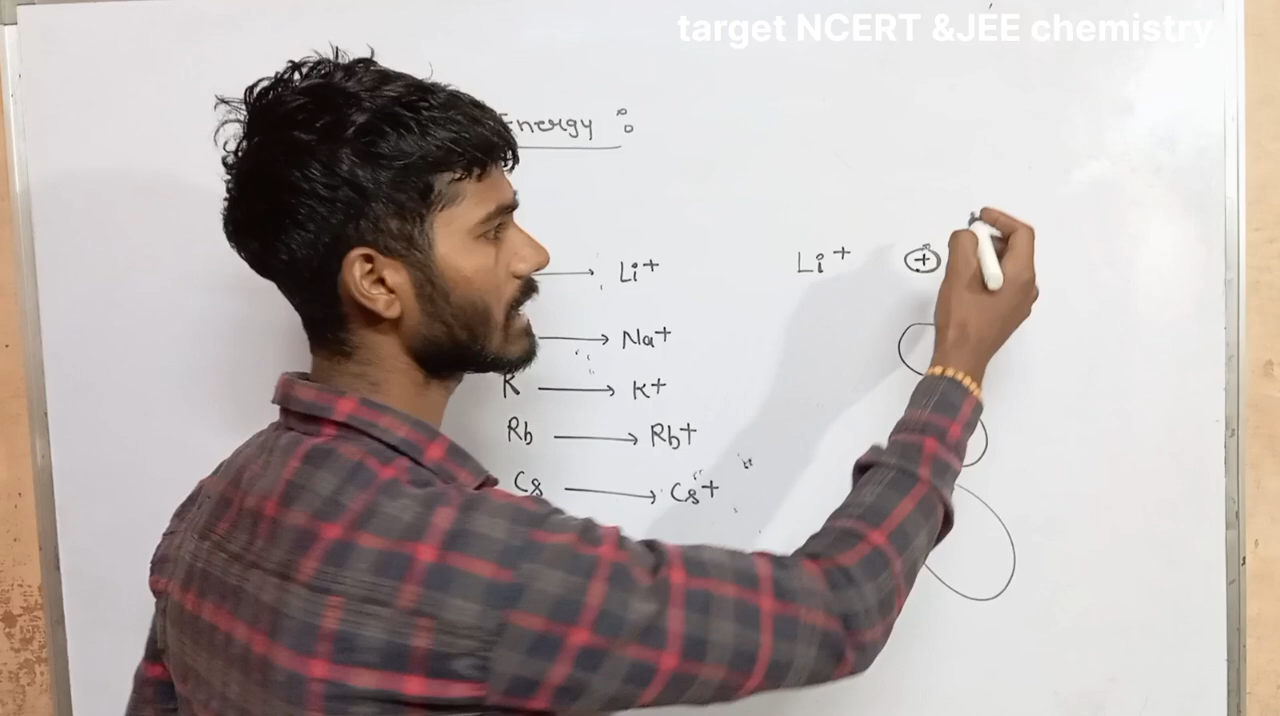 target NCERT &JEE chemistry
Energy :
→ Li+
Li+ +
→ Na+
K → K+
Rb → Rb+
Cs → Cs+